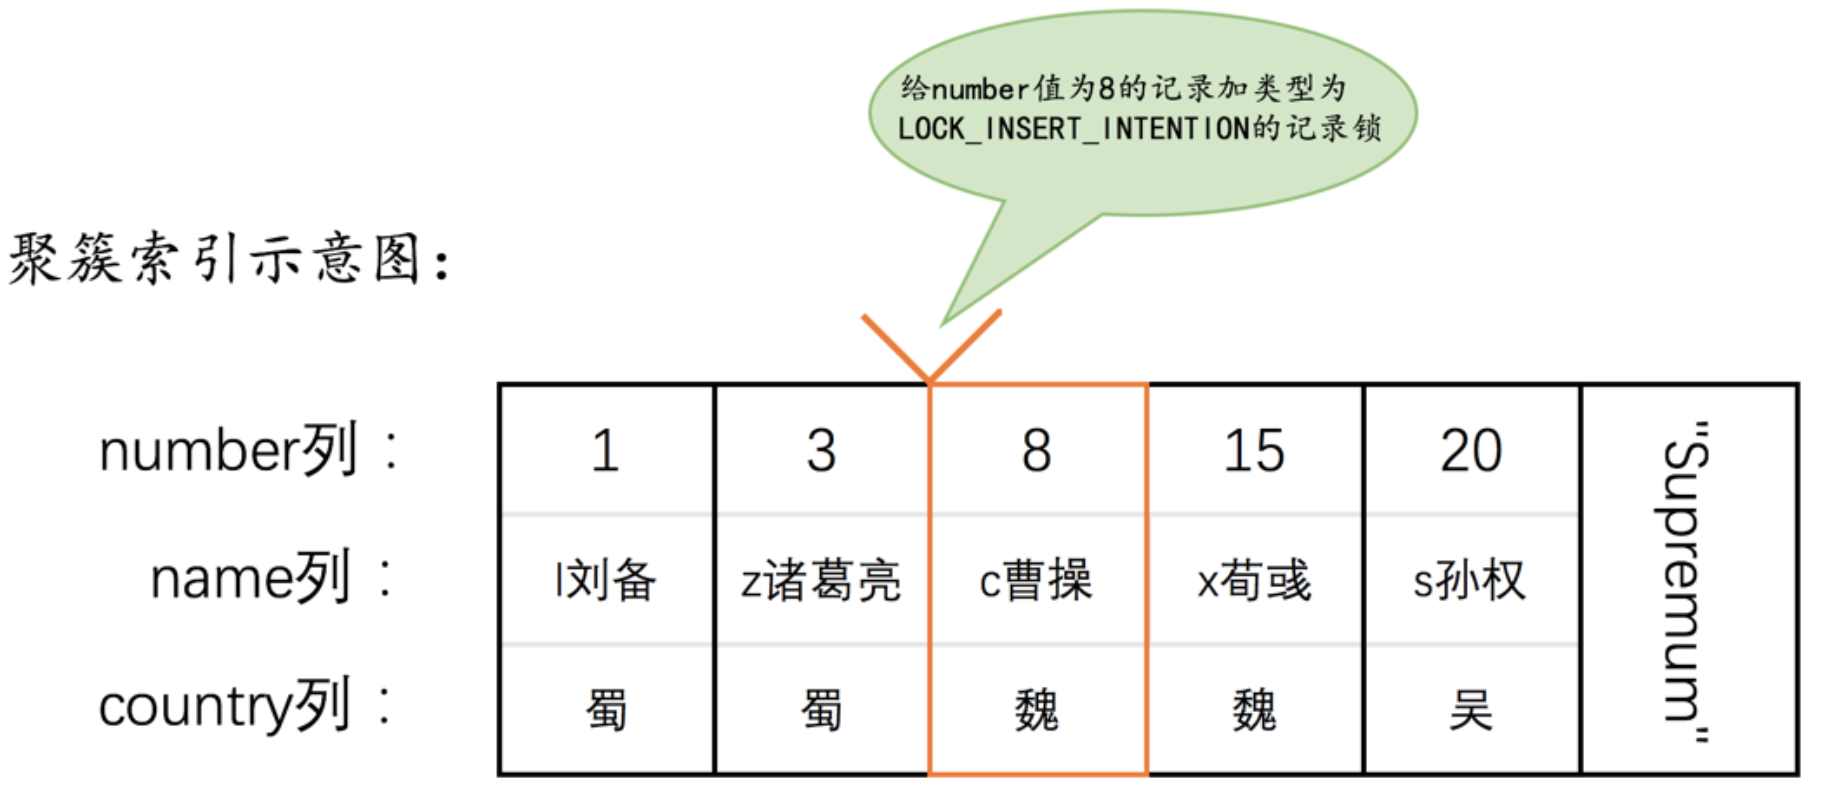 给number值为8的记录加类型为
LOCK_INSERT_INTENTION的记录锁
聚簇索引示意图：
number列： 1 3 8 15 20 "Supremum"
name列： l刘备 z诸葛亮 c曹操 x荀彧 s孙权
country列： 蜀 蜀 魏 魏 吴